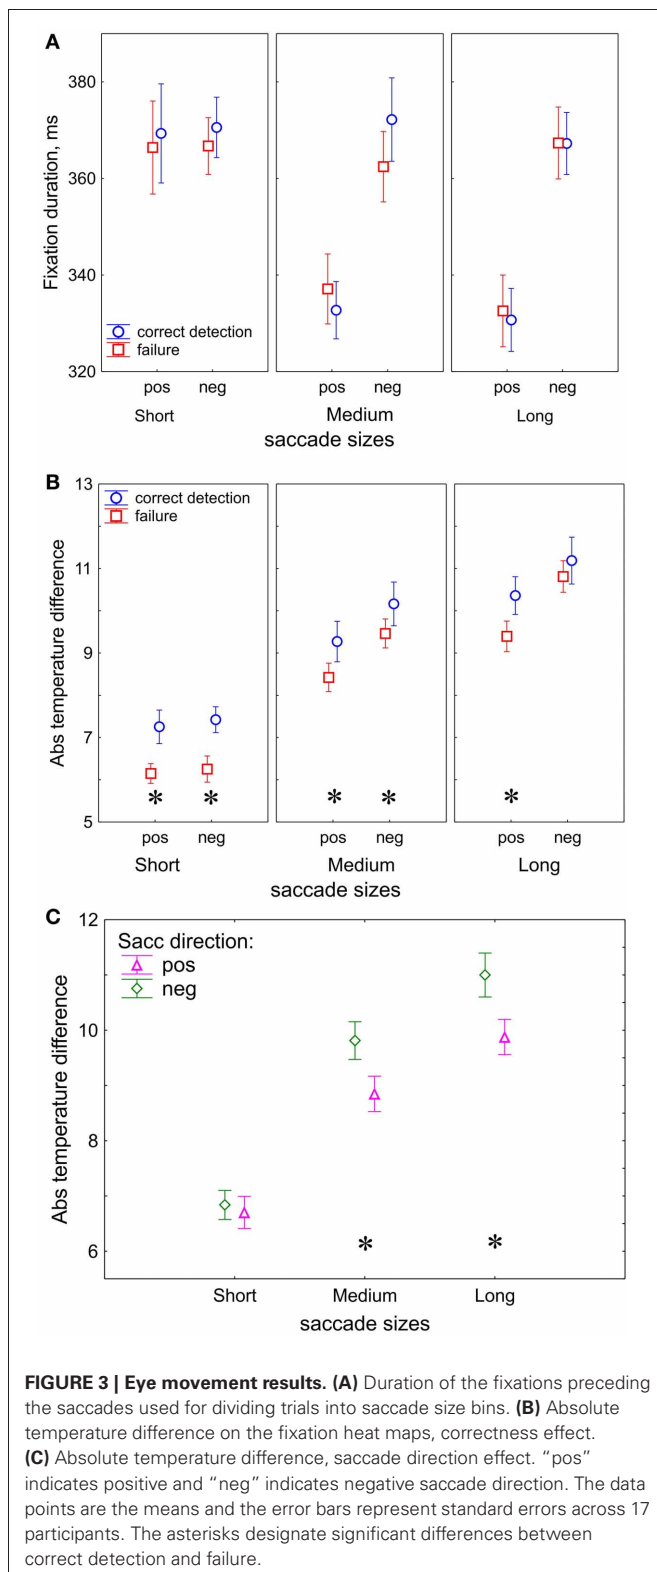 A
380
360
340
320
Fixation duration, ms
correct detection
failure
pos neg pos neg pos neg
Short Medium Long
saccade sizes
B
13
11
9
7
5
Abs temperature difference
correct detection
failure
* * * * *
pos neg pos neg pos neg
Short Medium Long
saccade sizes
C
12
10
8
6
Abs temperature difference
Sacc direction:
pos
neg
* *
Short Medium Long
saccade sizes
FIGURE 3 | Eye movement results. (A) Duration of the fixations preceding
the saccades used for dividing trials into saccade size bins. (B) Absolute
temperature difference on the fixation heat maps, correctness effect.
(C) Absolute temperature difference, saccade direction effect. “pos”
indicates positive and “neg” indicates negative saccade direction. The data
points are the means and the error bars represent standard errors across 17
participants. The asterisks designate significant differences between
correct detection and failure.